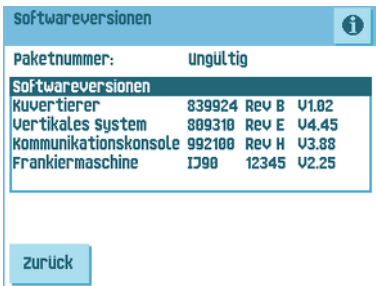 Softwareversionen
Paketnummer: Ungültig
Softwareversionen
Kuvertierer 839924 Rev B V1.02
Vertikales System 809310 Rev E V4.45
Kommunikationskonsole 992100 Rev H V3.88
Frankiermaschine IJ90 12345 V2.25
Zurück